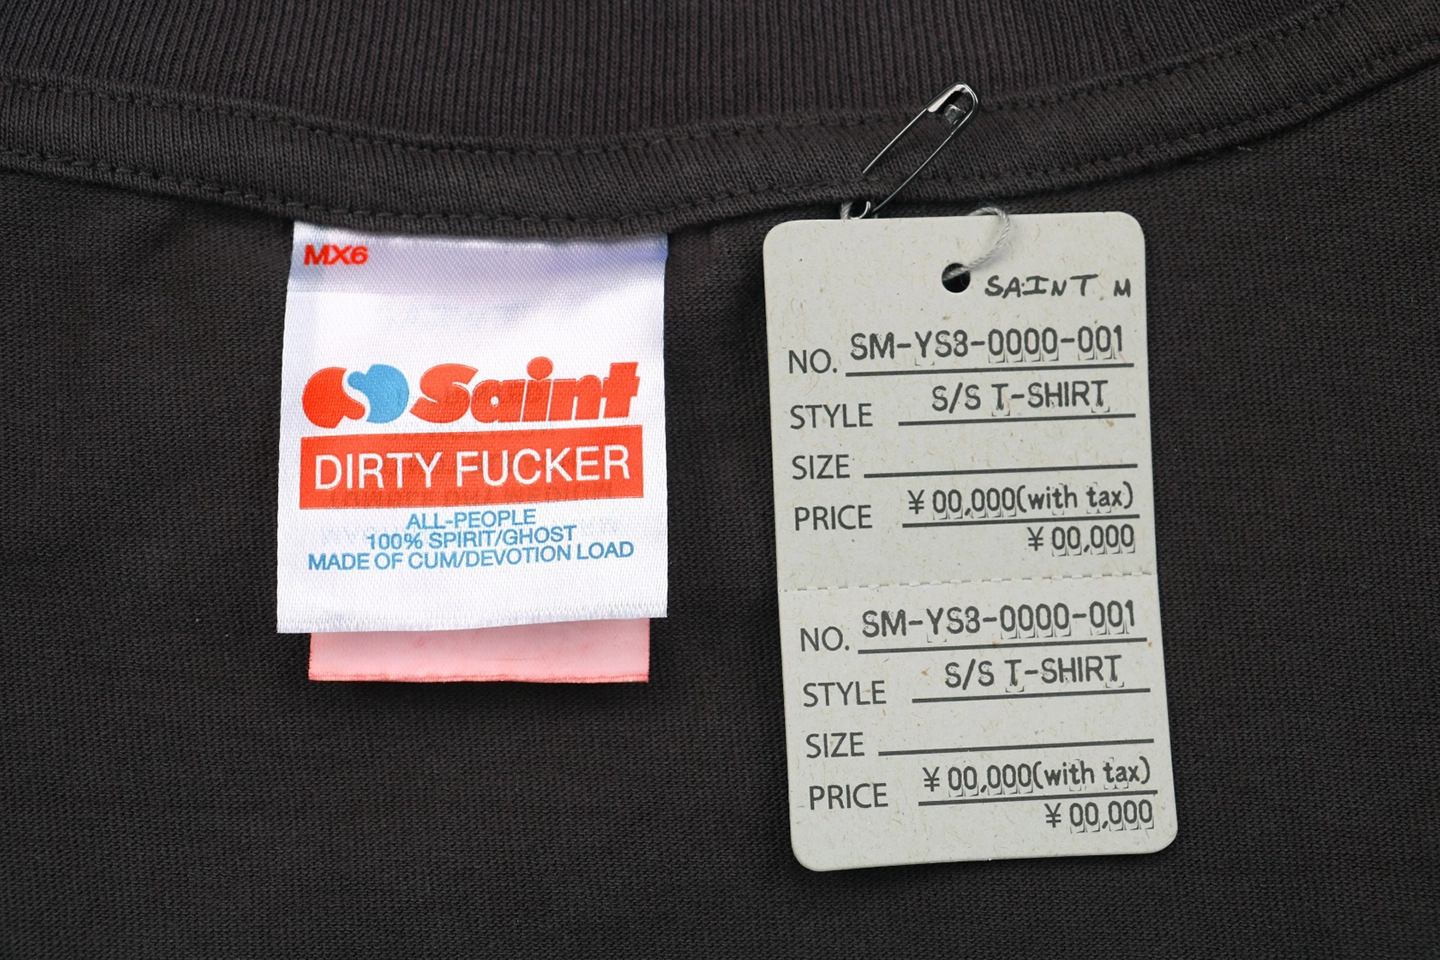 MX6
Saint
DIRTY FUCKER
ALL-PEOPLE
100% SPIRIT/GHOST
MADE OF CUM/DEVOTION LOAD
SAINT M
NO. SM-YS3-0000-001
STYLE S/S T-SHIRT
SIZE
PRICE ¥00,000(with tax)
¥00,000
NO. SM-YS3-0000-001
STYLE S/S T-SHIRT
SIZE
PRICE ¥00,000(with tax)
¥00,000